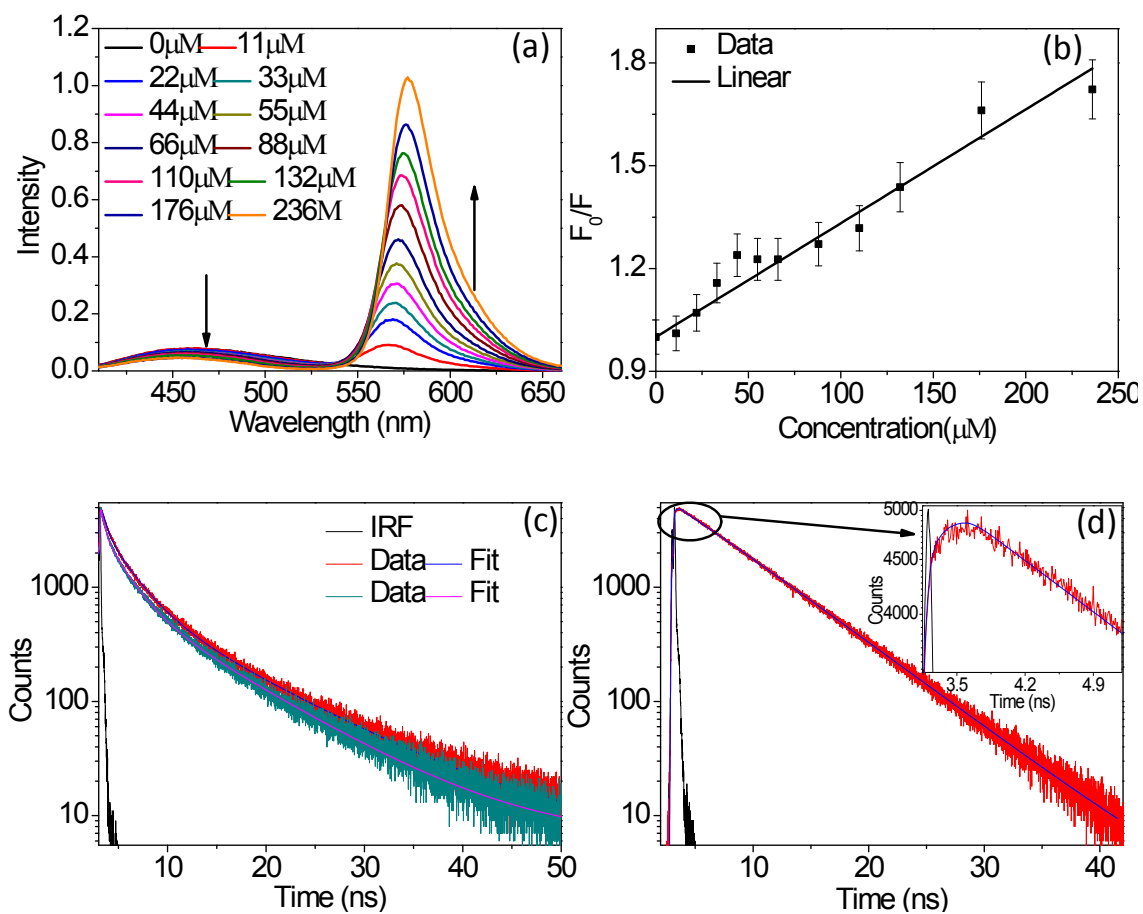 (a)
0μM 11μM
22μM 33μM
44μM 55μM
66μM 88μM
110μM 132μM
176μM 236M
Intensity
1.2
1.0
0.8
0.6
0.4
0.2
0.0
450 500 550 600 650
Wavelength (nm)
(b)
Data
Linear
F0/F
1.8
1.5
1.2
0.9
0 50 100 150 200 250
Concentration(μM)
(c)
IRF
Data Fit
Data Fit
Counts
1000
100
10
10 20 30 40 50
Time (ns)
(d)
Counts
1000
100
10
10 20 30 40
Time (ns)
Counts
5000
4500
4000
3.5 4.2 4.9
Time (ns)